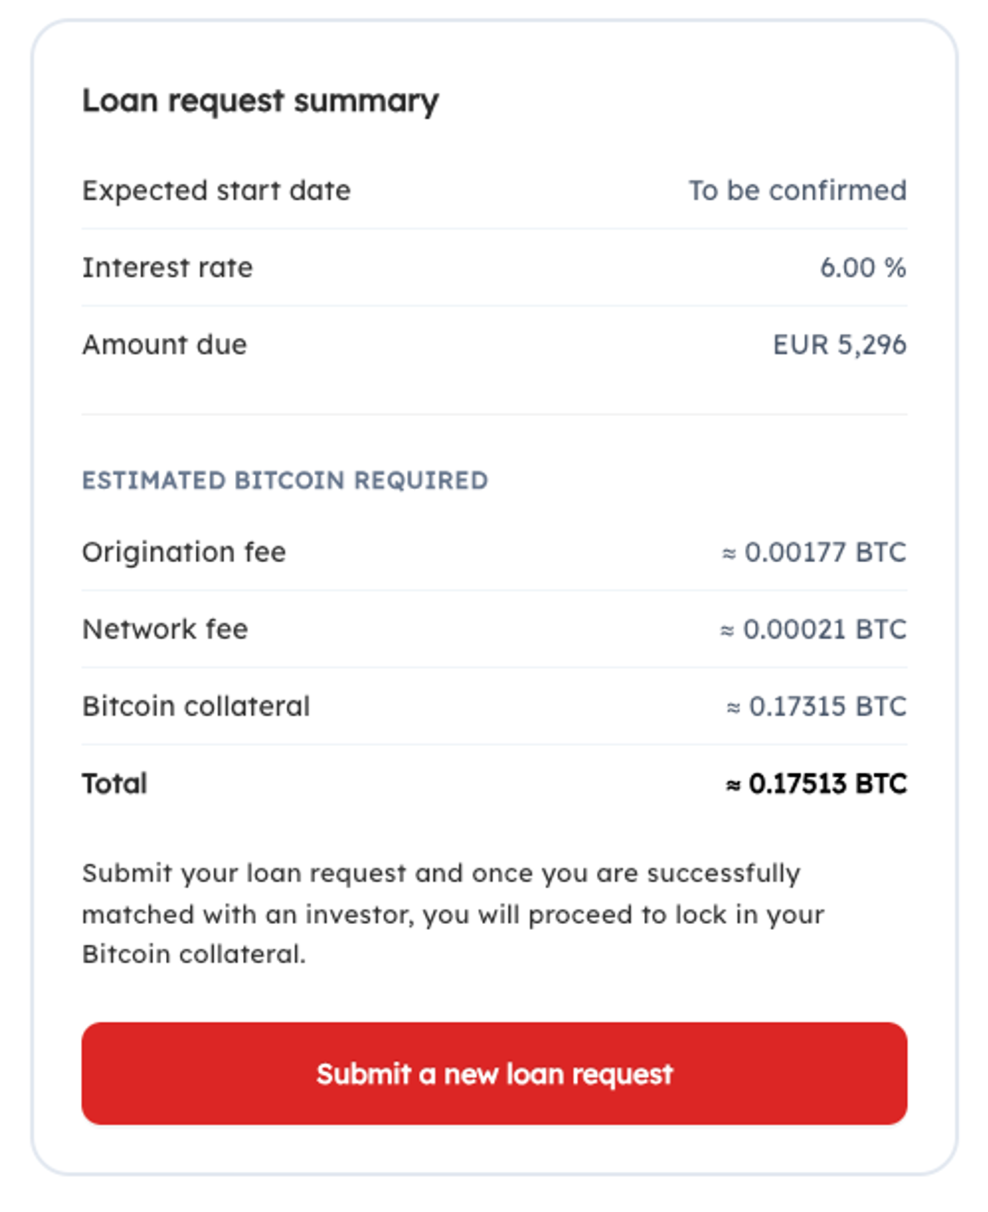 Loan request summary
Expected start date To be confirmed
Interest rate 6.00 %
Amount due EUR 5,296
ESTIMATED BITCOIN REQUIRED
Origination fee ≈ 0.00177 BTC
Network fee ≈ 0.00021 BTC
Bitcoin collateral ≈ 0.17315 BTC
Total ≈ 0.17513 BTC
Submit your loan request and once you are successfully
matched with an investor, you will proceed to lock in your
Bitcoin collateral.
Submit a new loan request